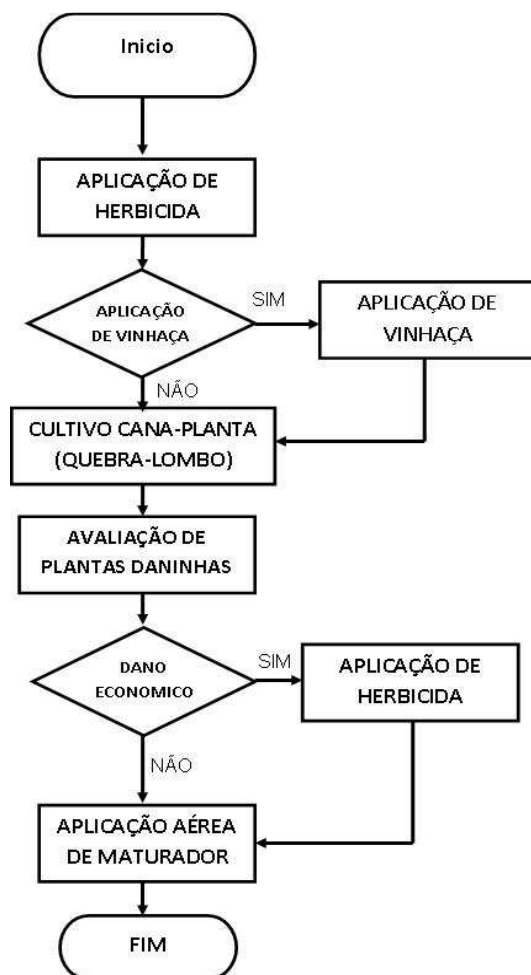 Inicio
APLICAÇÃO DE
HERBICIDA
APLICAÇÃO
DE VINHAÇA
SIM
APLICAÇÃO DE
VINHAÇA
NÃO
CULTIVO CANA-PLANTA
(QUEBRA-LOMBO)
AVALIAÇÃO DE
PLANTAS DANINHAS
DANO
ECONOMICO
SIM
APLICAÇÃO DE
HERBICIDA
NÃO
APLICAÇÃO AÉREA
DE MATURADOR
FIM